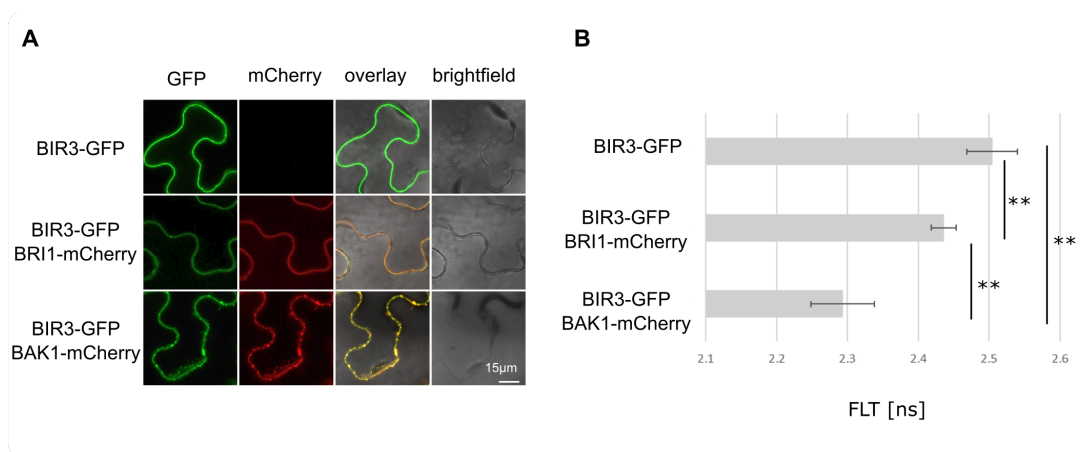 A
GFP
mCherry
overlay
brightfield
BIR3-GFP
BIR3-GFP
BRI1-mCherry
BIR3-GFP
BAK1-mCherry
15µm
B
BIR3-GFP
BIR3-GFP
BRI1-mCherry
BIR3-GFP
BAK1-mCherry
**
**
**
2.1
2.2
2.3
2.4
2.5
2.6
FLT [ns]